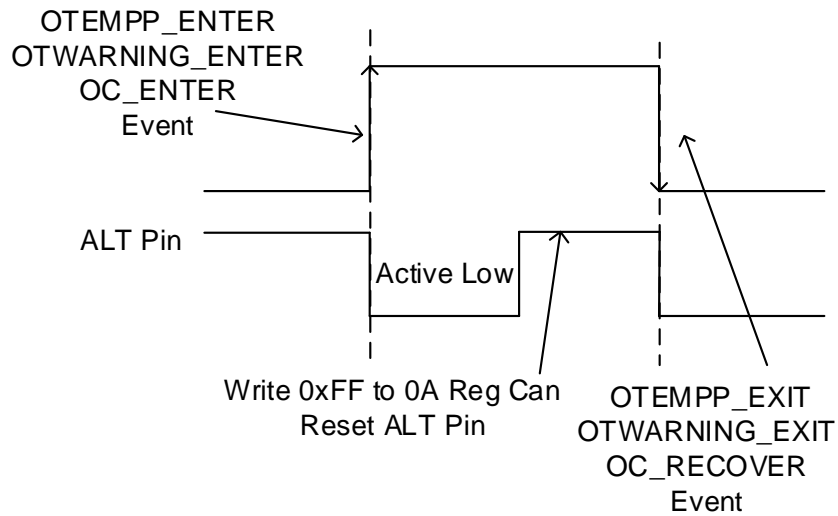 OTEMPP_ENTER
OTWARNING_ENTER
OC_ENTER
Event
ALT Pin
Active Low
Write 0xFF to 0A Reg Can
Reset ALT Pin
OTEMPP_EXIT
OTWARNING_EXIT
OC_RECOVER
Event